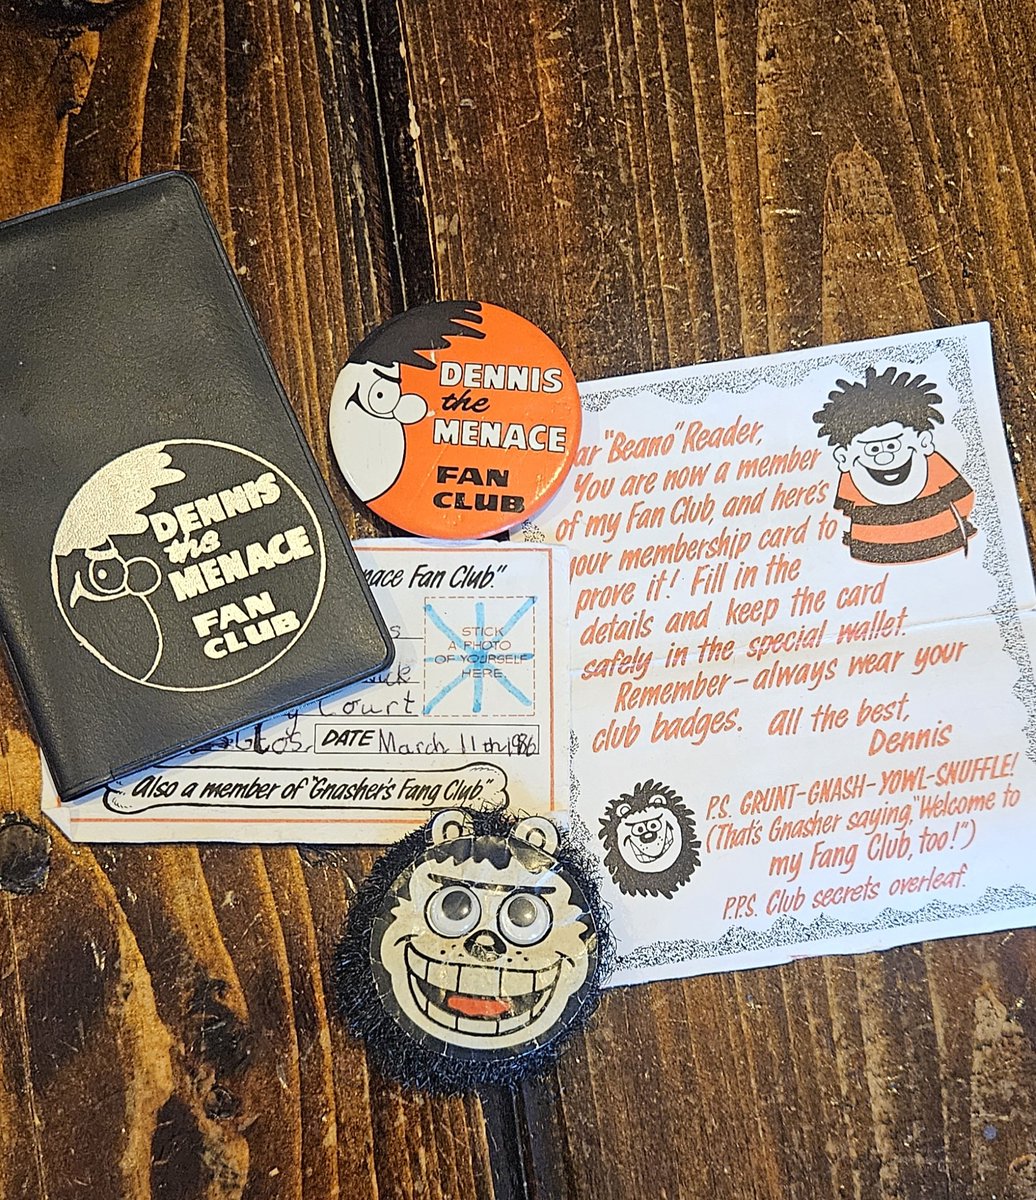 DENNIS
the
MENACE
FAN
CLUB
DENNIS
the
MENACE
FAN
CLUB
Fan Club."
STICK
A PHOTO
OF YOURSELF
HERE
Court
DATE March 11th, 1986
Also a member of "Gnasher's Fang Club"
"Beano" Reader,
You are now a member
of my Fan Club, and here's
your membership card to
prove it! Fill in the
details and keep the card
safely in the special wallet.
Remember – always wear your
club badges. all the best,
Dennis
P.S. GRUNT-GNASH-YOWL-SNUFFLE!
(That's Gnasher saying, "Welcome to
my Fang Club, too!")
P.P.S. Club secrets overleaf.